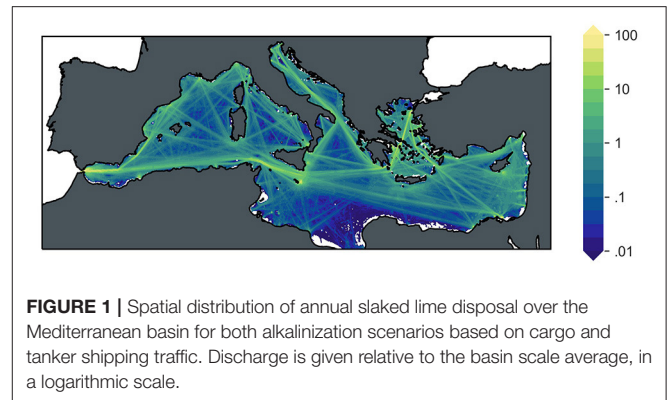 100
10
1
.1
.01
FIGURE 1 | Spatial distribution of annual slaked lime disposal over the
Mediterranean basin for both alkalinization scenarios based on cargo and
tanker shipping traffic. Discharge is given relative to the basin scale average, in
a logarithmic scale.